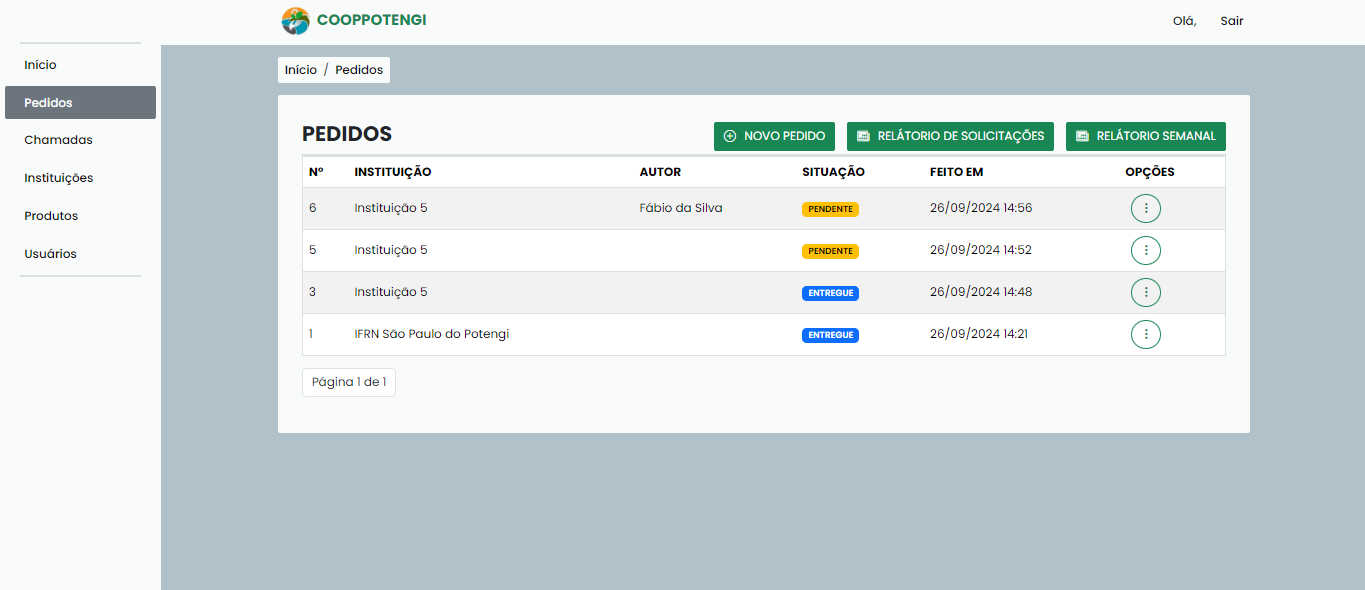 COOPPOTENGI
Olá, Sair
Início
Pedidos
Chamadas
Instituições
Produtos
Usuários
Início / Pedidos
PEDIDOS
NOVO PEDIDO
RELÁTORIO DE SOLICITAÇÕES
RELÁTORIO SEMANAL
Nº INSTITUIÇÃO AUTOR SITUAÇÃO FEITO EM OPÇÕES
6 Instituição 5 Fábio da Silva PENDENTE 26/09/2024 14:56
5 Instituição 5 PENDENTE 26/09/2024 14:52
3 Instituição 5 ENTREGUE 26/09/2024 14:48
1 IFRN São Paulo do Potengi ENTREGUE 26/09/2024 14:21
Página 1 de 1